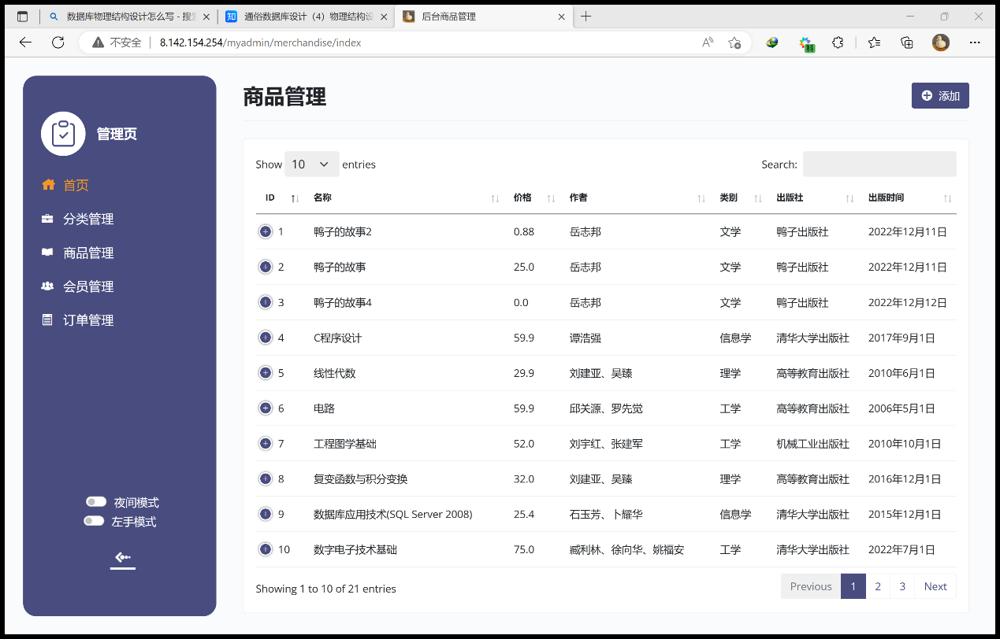 数据库物理结构设计怎么写 - 搜
通俗数据库设计（4）物理结构设
后台商品管理
不安全
8.142.154.254/myadmin/merchandise/index
管理页
首页
分类管理
商品管理
会员管理
订单管理
夜间模式
左手模式
商品管理
添加
Show 10 entries
Search:
ID 名称 价格 作者 类别 出版社 出版时间
1 鸭子的故事2 0.88 岳志邦 文学 鸭子出版社 2022年12月11日
2 鸭子的故事 25.0 岳志邦 文学 鸭子出版社 2022年12月11日
3 鸭子的故事4 0.0 岳志邦 文学 鸭子出版社 2022年12月12日
4 C程序设计 59.9 谭浩强 信息学 清华大学出版社 2017年9月1日
5 线性代数 29.9 刘建亚、吴臻 理学 高等教育出版社 2010年6月1日
6 电路 59.9 邱关源、罗先觉 工学 高等教育出版社 2006年5月1日
7 工程图学基础 52.0 刘宇红、张建军 工学 机械工业出版社 2010年10月1日
8 复变函数与积分变换 32.0 刘建亚、吴臻 理学 高等教育出版社 2016年12月1日
9 数据库应用技术(SQL Server 2008) 25.4 石玉芳、卜耀华 信息学 清华大学出版社 2015年12月1日
10 数字电子技术基础 75.0 臧利林、徐向华、姚福安 工学 清华大学出版社 2022年7月1日
Showing 1 to 10 of 21 entries
Previous 1 2 3 Next